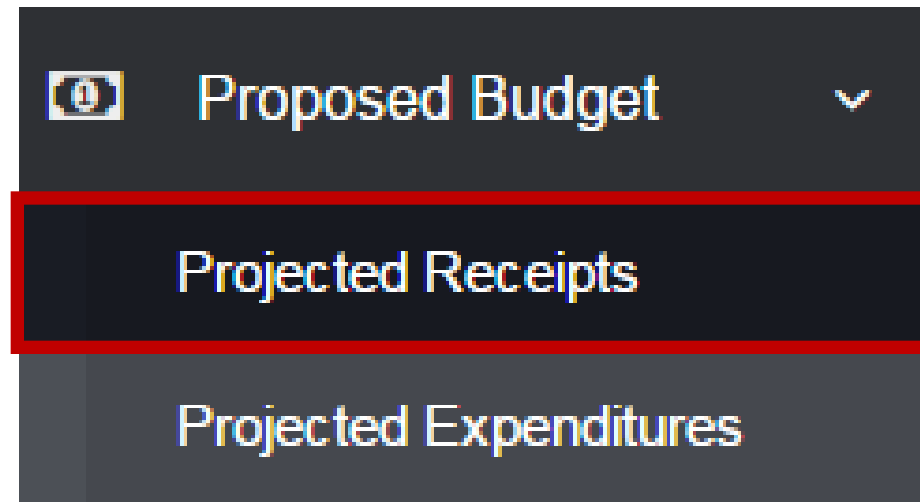 Proposed Budget
Projected Receipts
Projected Expenditures